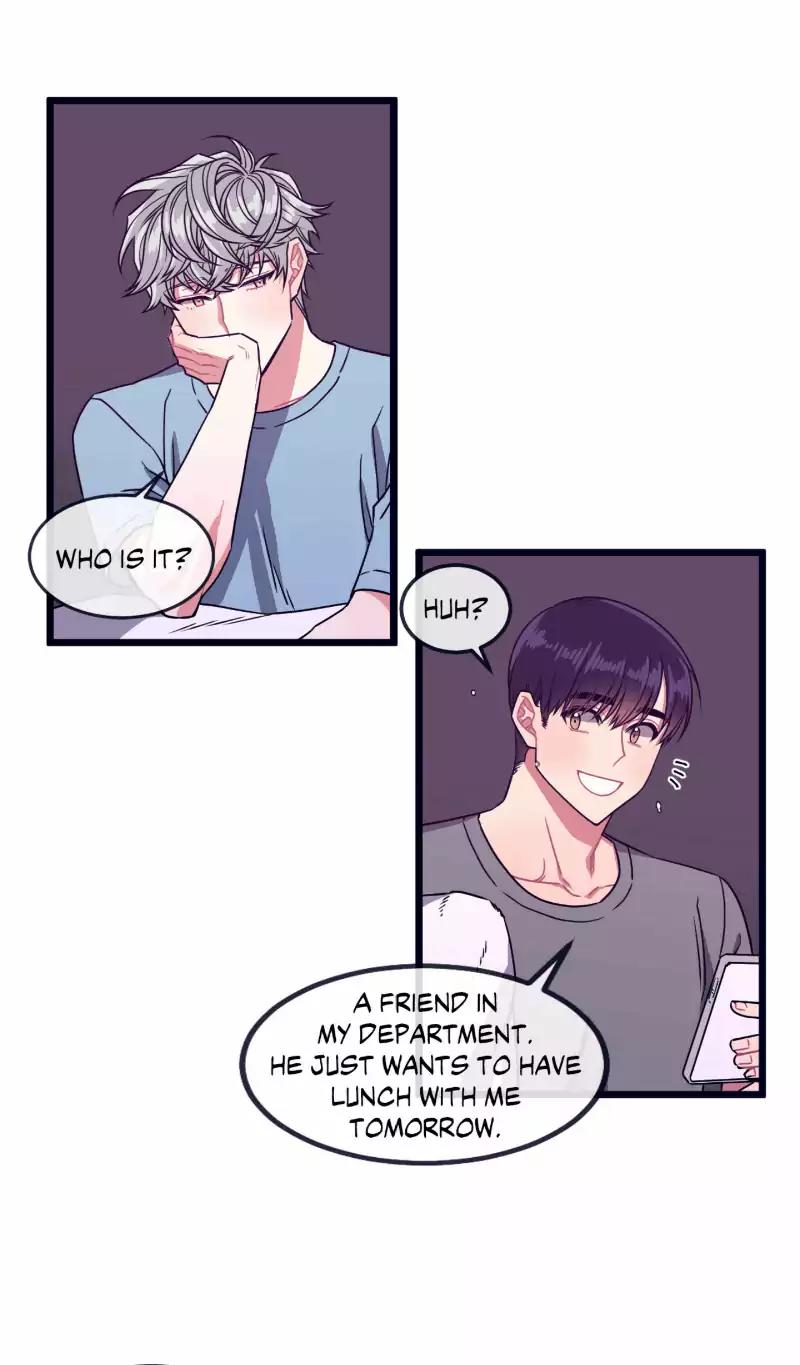 WHO IS IT?
HUH?
A FRIEND IN
MY DEPARTMENT.
HE JUST WANTS TO HAVE
LUNCH WITH ME
TOMORROW.